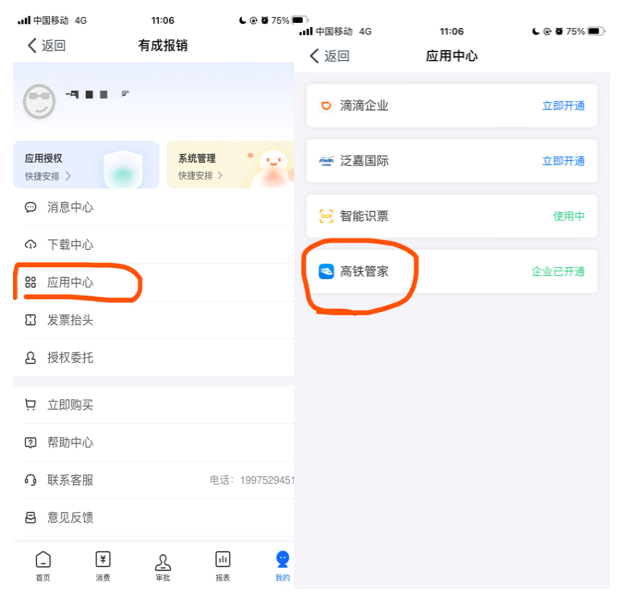 中国移动 4G 11:06 75%
返回 有成报销
应用授权
快捷安排
系统管理
快捷安排
消息中心
下载中心
应用中心
发票抬头
授权委托
立即购买
帮助中心
联系客服 电话：1997529451
意见反馈
首页 消费 审批 报表 我的
中国移动 4G 11:06 75%
返回 应用中心
滴滴企业 立即开通
泛嘉国际 立即开通
智能识票 使用中
高铁管家 企业已开通